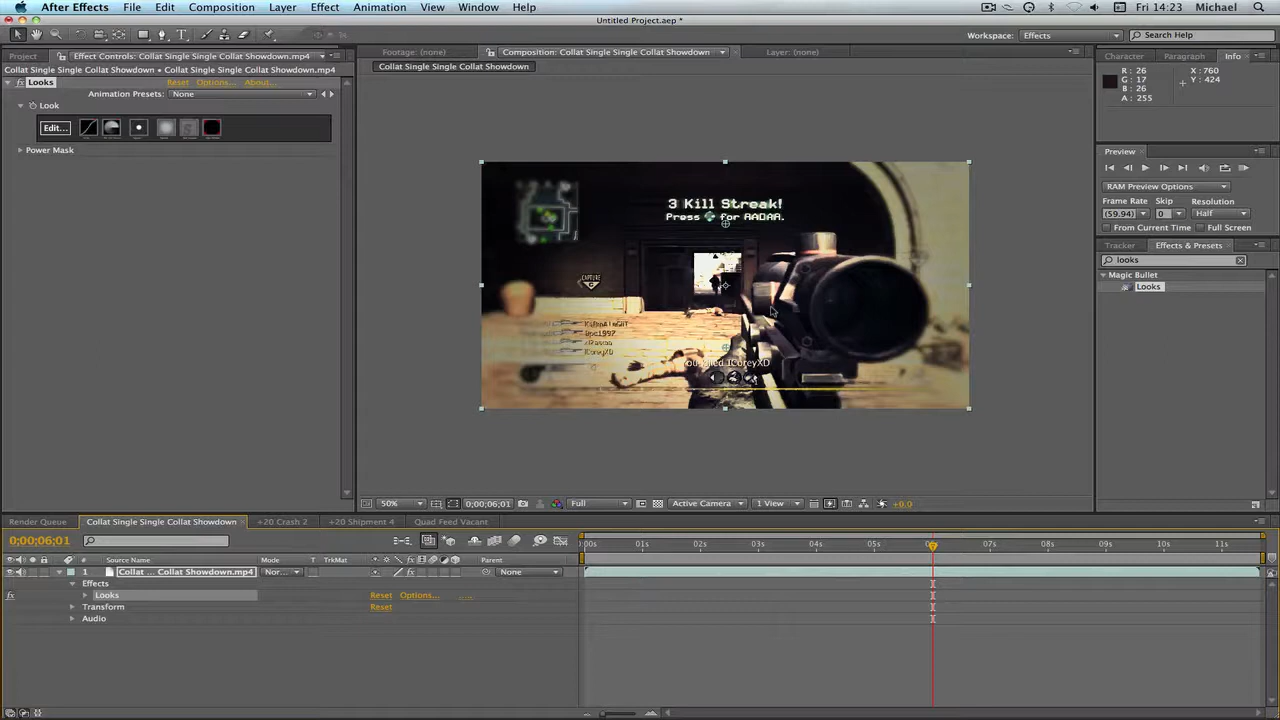 After Effects File Edit Composition Layer Effect Animation View Window Help Fri 14:23 Michael
Untitled Project.aep *
Workspace: Effects Search Help
Project Effect Controls: Collat Single Single Collat Showdown.mp4 Footage: (none) Composition: Collat Single Single Collat Showdown Layer: (none) Character Paragraph Info
Collat Single Single Collat Showdown • Collat Single Single Collat Showdown.mp4 Collat Single Single Collat Showdown
Looks Reset Options... About...
R: 26 X: 760
G: 17 Y: 424
B: 26
A: 255
Animation Presets: None
Look
Edit...
Power Mask
Preview
RAM Preview Options
Frame Rate Skip Resolution
(59.94) 0 Half
From Current Time Full Screen
Tracker Effects & Presets
looks
Magic Bullet
Looks
3 Kill Streak!
Press for RADAR.
CAPTURE
ICoreyXD
You killed ICoreyXD
50% 0;00;06;01 Full Active Camera 1 View +0.0
Render Queue Collat Single Single Collat Showdown +20 Crash 2 +20 Shipment 4 Quad Feed Vacant
0;00;06;01 0:00s 01s 02s 03s 04s 05s 06s 07s 08s 09s 10s 11s
# Source Name Mode T TrkMat Parent
1 Collat ... Collat Showdown.mp4 Nor... None
Effects
Looks Reset Options... ......
Transform Reset
Audio